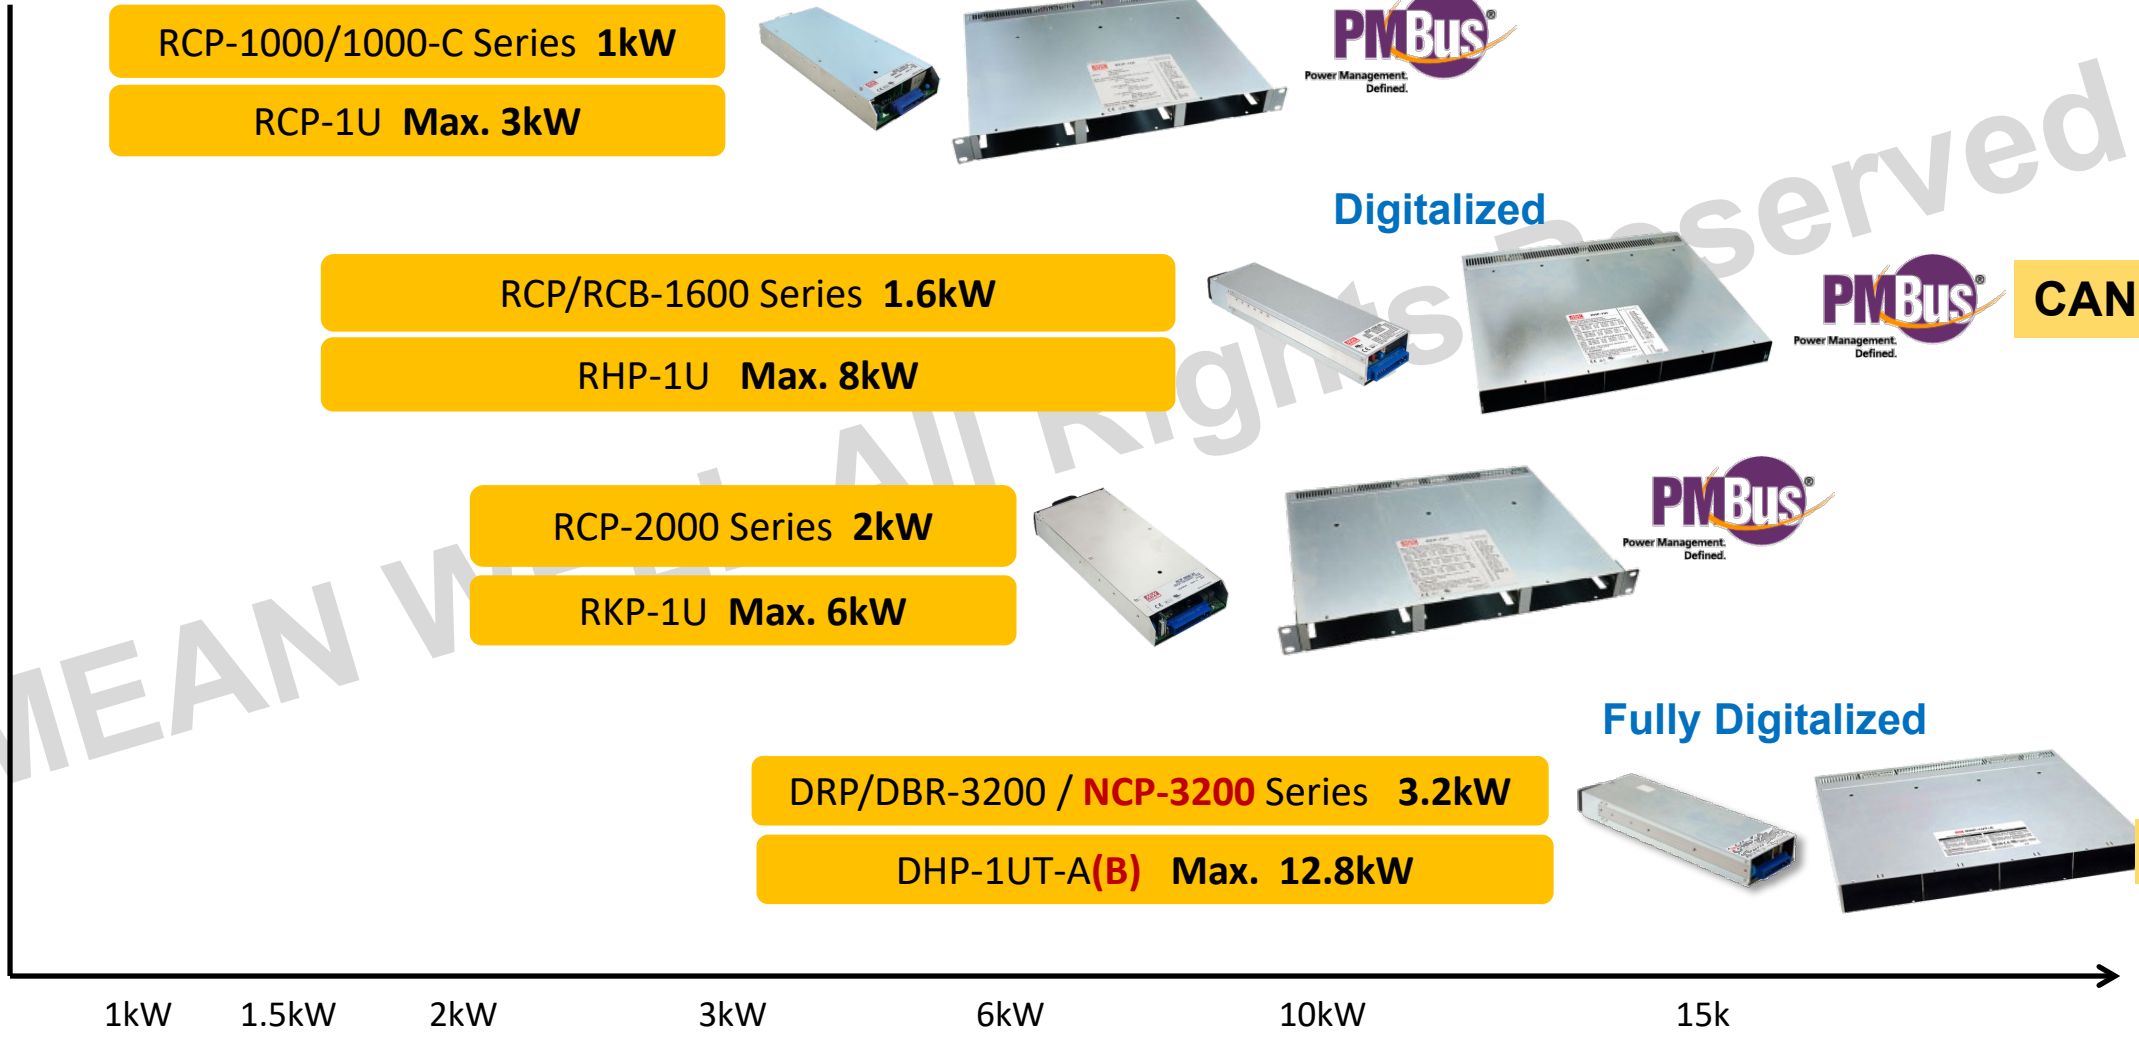 RCP-1000/1000-C Series 1kW
RCP-1U Max. 3kW
PMBus®
Power Management.
Defined.
Digitalized
RCP/RCB-1600 Series 1.6kW
RHP-1U Max. 8kW
PMBus®
Power Management.
Defined.
CAN
RCP-2000 Series 2kW
RKP-1U Max. 6kW
PMBus®
Power Management.
Defined.
Fully Digitalized
DRP/DBR-3200 / NCP-3200 Series 3.2kW
DHP-1UT-A(B) Max. 12.8kW
MEAN WELL All Rights Reserved
1kW 1.5kW 2kW 3kW 6kW 10kW 15k